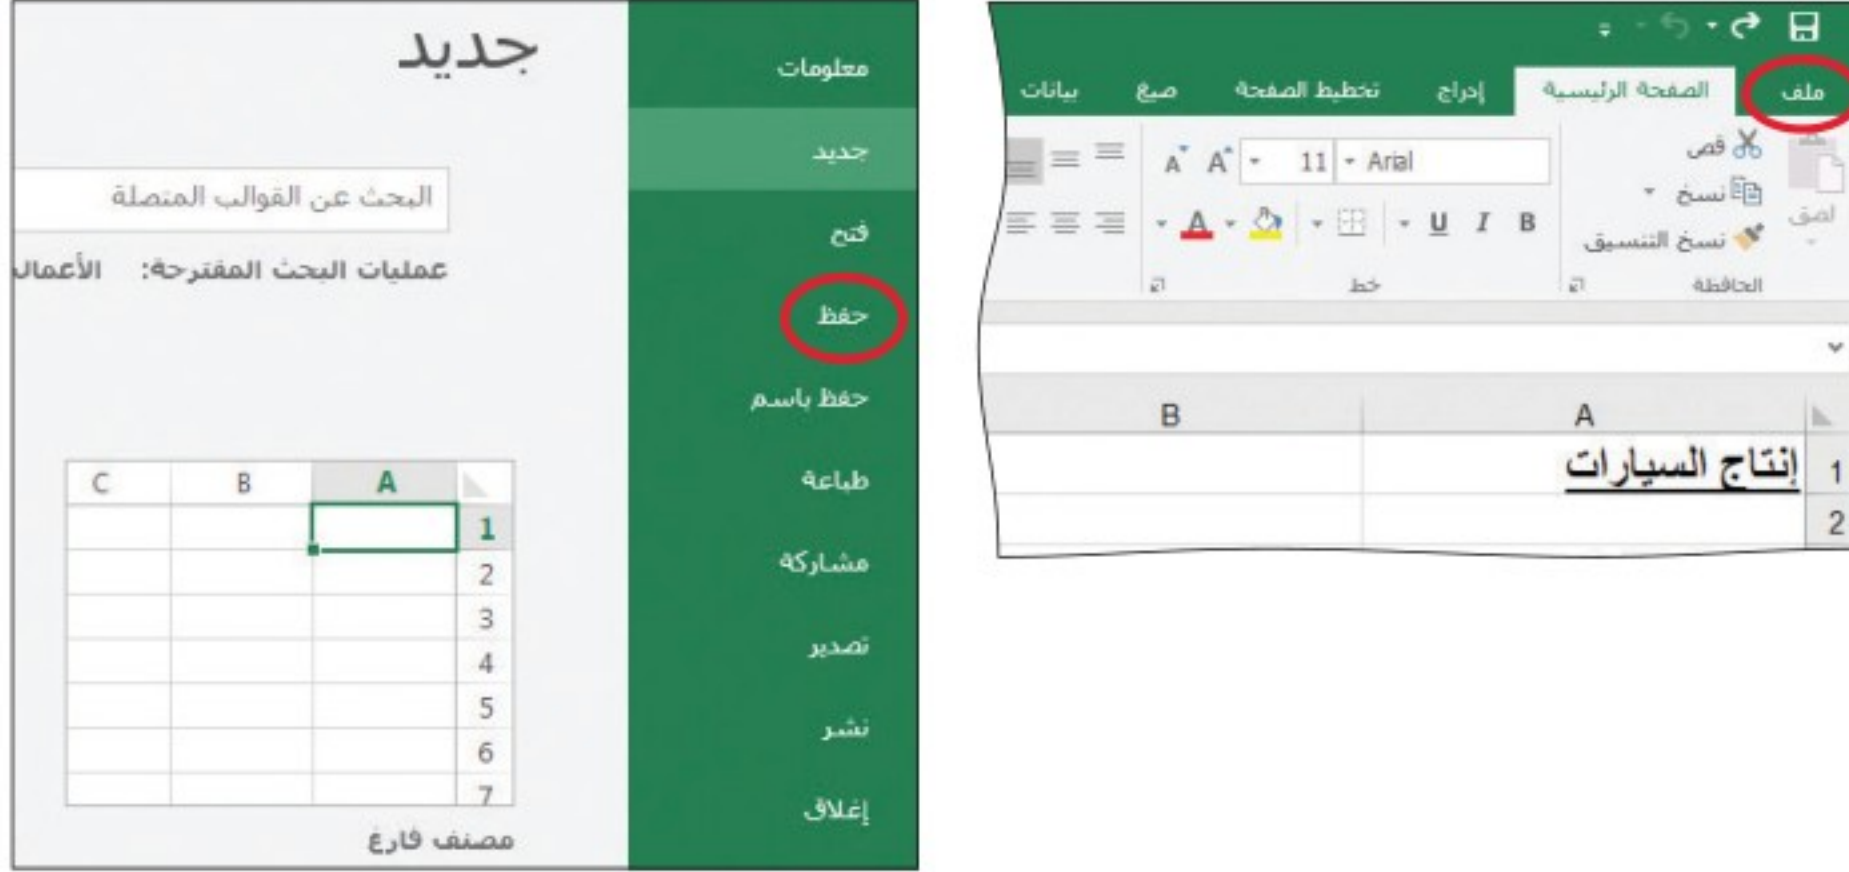 ملف
الصفحة الرئيسية
إدراج
تخطيط الصفحة
صيغ
بيانات
لصق
قص
نسخ
نسخ التنسيق
الحافظة
Arial
11
A A
B I U
A
خط
A B
1 إنتاج السيارات
2
معلومات
جديد
فتح
حفظ
حفظ باسم
طباعة
مشاركة
تصدير
نشر
إغلاق
جديد
البحث عن القوالب المتصلة
عمليات البحث المقترحة:
A B C
1
2
3
4
5
6
7
مصنف فارغ